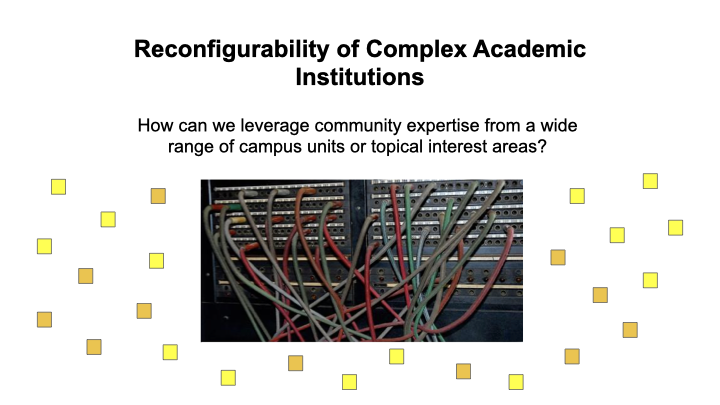 Reconfigurability of Complex Academic
Institutions
How can we leverage community expertise from a wide
range of campus units or topical interest areas?